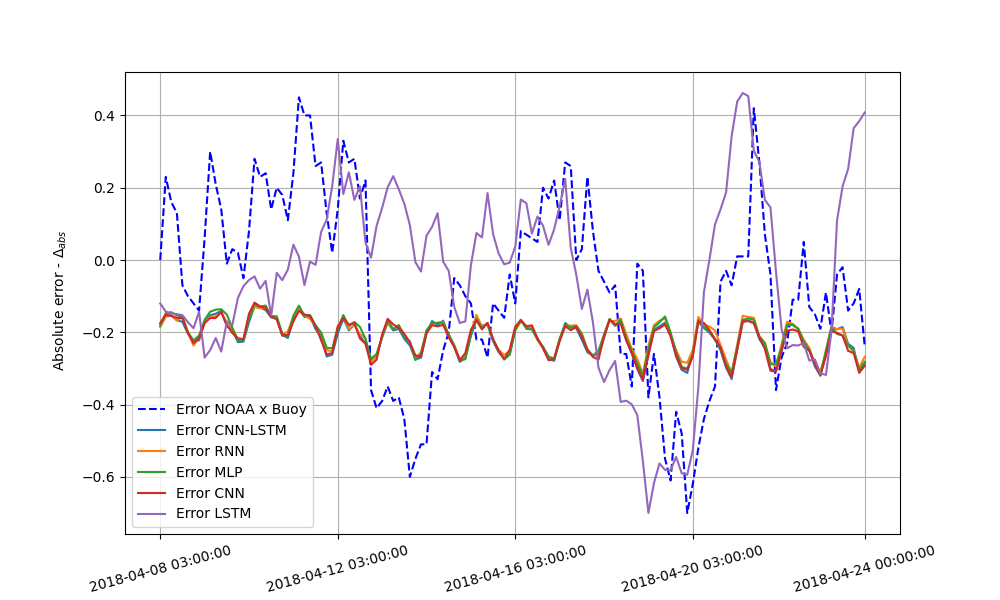 Absolute error - Δabs
0.4
0.2
0.0
−0.2
−0.4
−0.6
Error NOAA x Buoy
Error CNN-LSTM
Error RNN
Error MLP
Error CNN
Error LSTM
2018-04-08 03:00:00
2018-04-12 03:00:00
2018-04-16 03:00:00
2018-04-20 03:00:00
2018-04-24 00:00:00